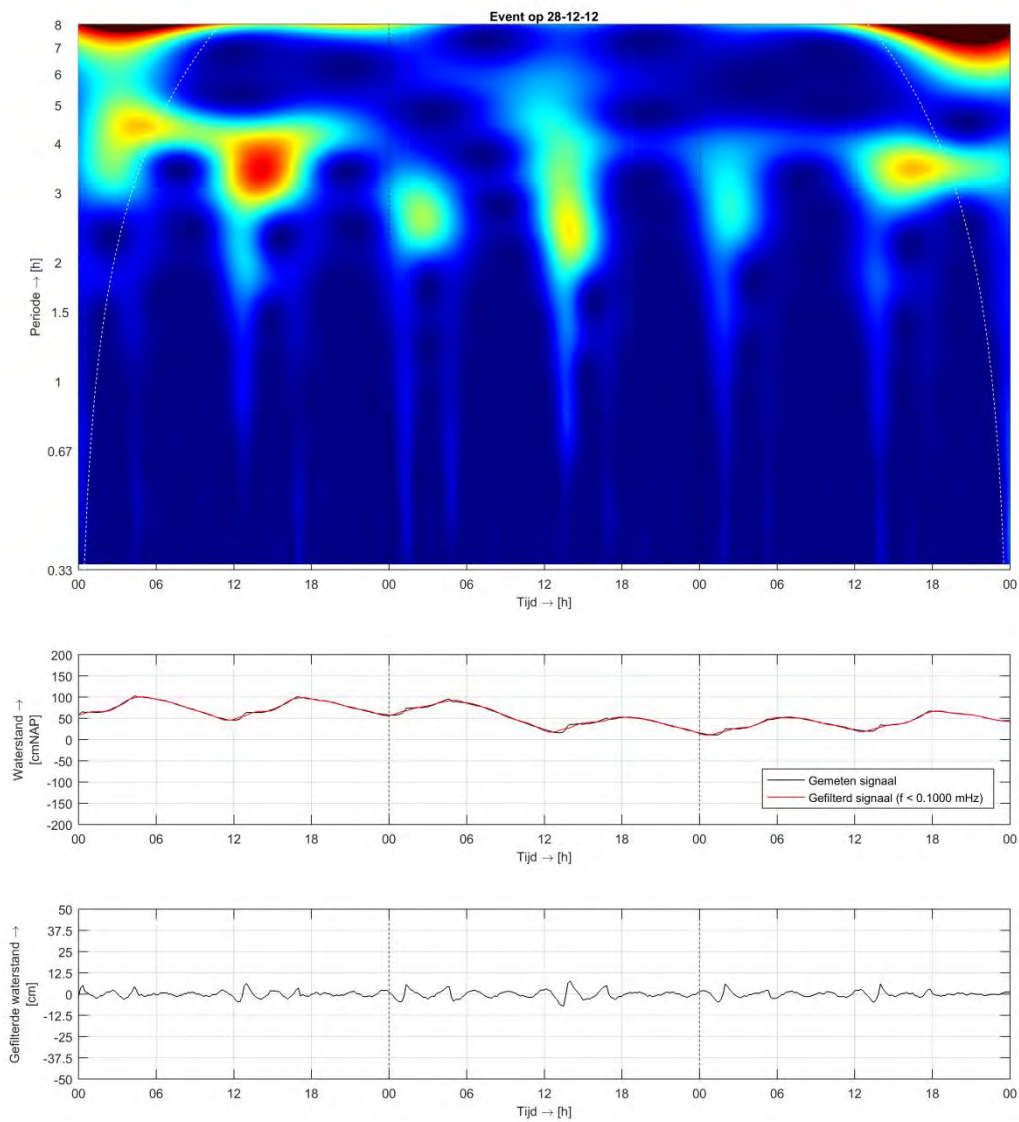 Event op 28-12-12
8
7
6
5
4
3
2
1.5
1
0.67
0.33
Periode → [h]
00 06 12 18 00 06 12 18 00 06 12 18 00
Tijd → [h]
200
150
100
50
0
-50
-100
-150
-200
Waterstand →
[cmNAP]
Gemeten signaal
Gefilterd signaal (f < 0.1000 mHz)
00 06 12 18 00 06 12 18 00 06 12 18 00
Tijd → [h]
50
37.5
25
12.5
0
-12.5
-25
-37.5
-50
Gefilterde waterstand →
[cm]
00 06 12 18 00 06 12 18 00 06 12 18 00
Tijd → [h]